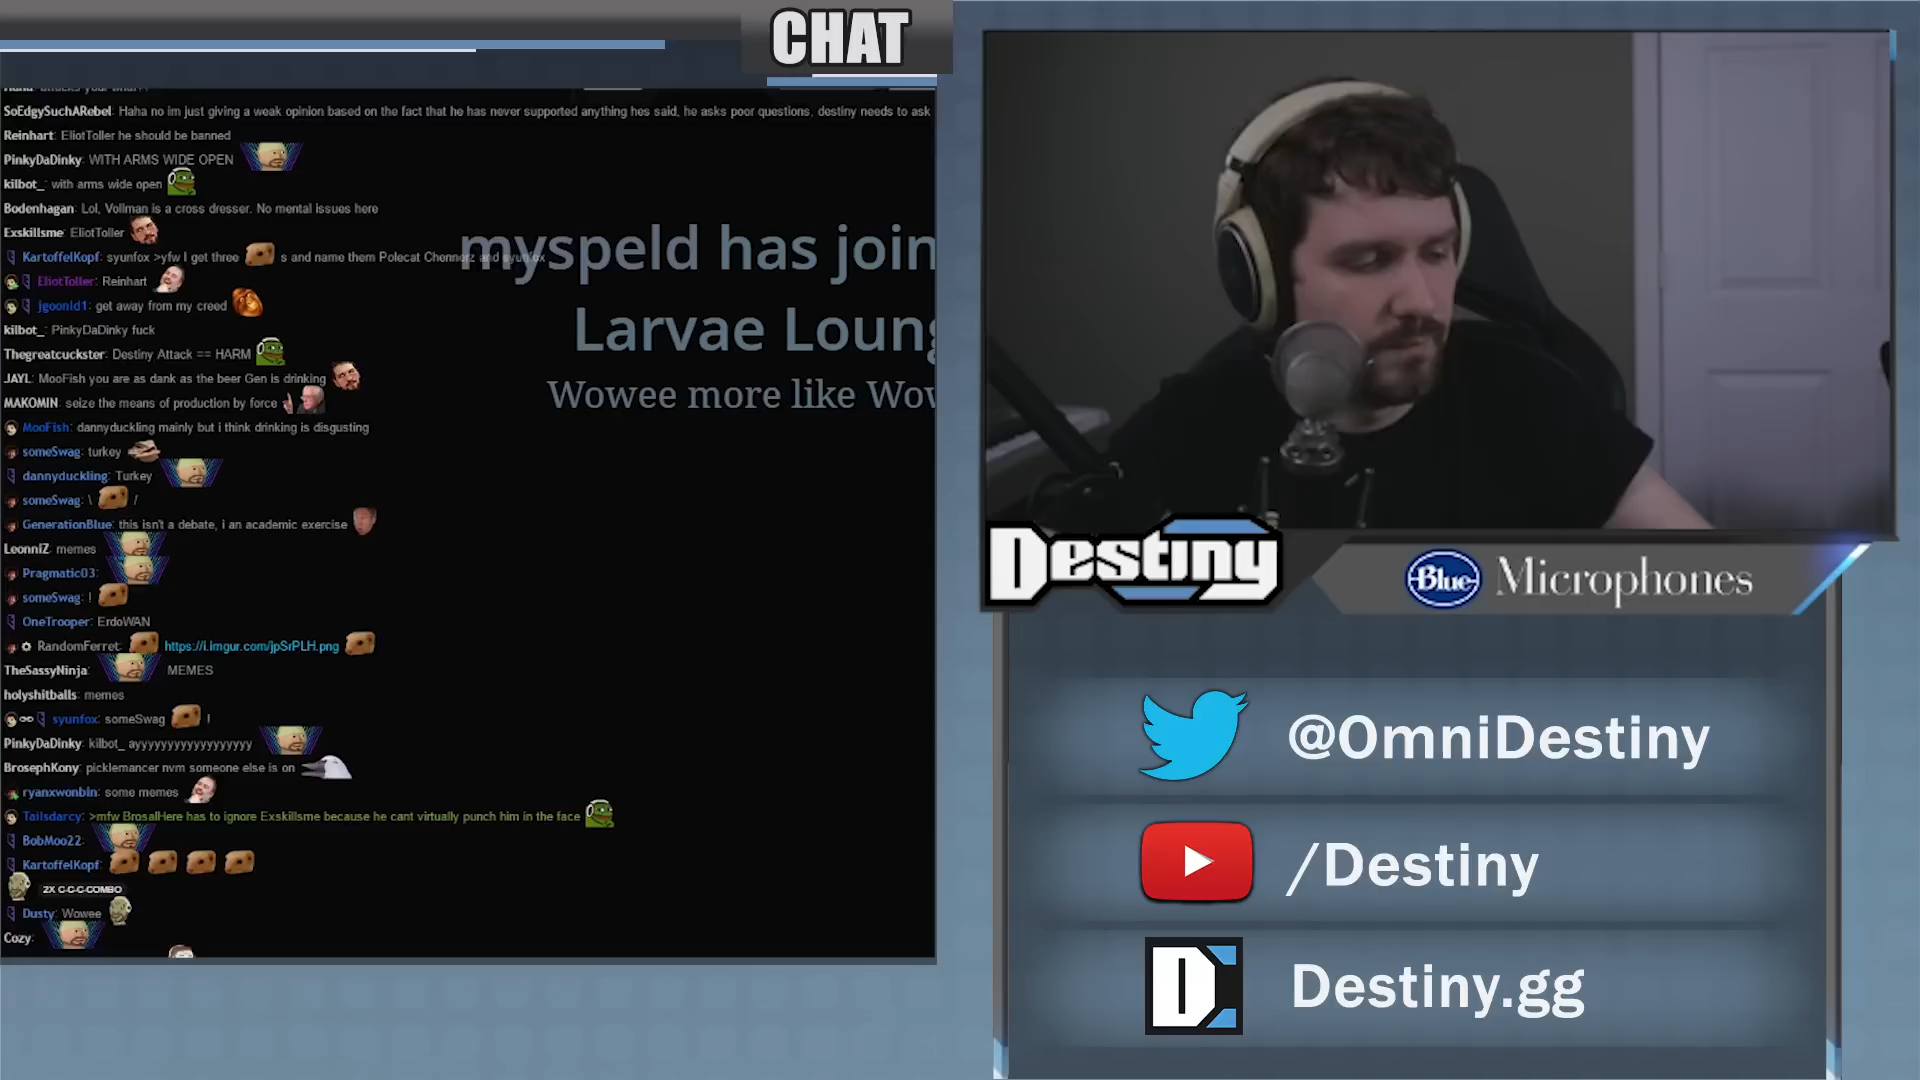 CHAT
SoEdgySuchARebel: Haha no im just giving a weak opinion based on the fact that he has never supported anything hes said, he asks poor questions, destiny needs to ask
Reinhart: EliotToller he should be banned
PinkyDaDinky: WITH ARMS WIDE OPEN
kilbot_: with arms wide open
Bodenhagan: Lol, Vollman is a cross dresser. No mental issues here
Exskillsme: EliotToller
KartoffelKopf: syunfox >yfw I get three s and name them Polecat Chennerz and syunfox
EliotToller: Reinhart
jgoonld1: get away from my creed
kilbot_: PinkyDaDinky fuck
Thegreatcuckster: Destiny Attack == HARM
JAYL: MooFish you are as dank as the beer Gen is drinking
MAKOMIN: seize the means of production by force
MooFish: dannyduckling mainly but i think drinking is disgusting
someSwag: turkey
dannyduckling: Turkey
someSwag: \ /
GenerationBlue: this isn't a debate, i an academic exercise
LeonniZ: memes
Pragmatic03:
someSwag: !
OneTrooper: ErdoWAN
RandomFerret: https://i.imgur.com/jpSrPLH.png
TheSassyNinja: MEMES
holyshitballs: memes
syunfox: someSwag !
PinkyDaDinky: kilbot_ ayyyyyyyyyyyyyyyyyy
BrosephKony: picklemancer nvm someone else is on
ryanxwonbin: some memes
Tailsdarcy: >mfw BrosalHere has to ignore Exskillsme because he cant virtually punch him in the face
BobMoo22:
KartoffelKopf:
2X C-C-C-COMBO
Dusty: Wowee
Cozy:
myspeld has join
Larvae Loung
Wowee more like Wow
Destiny
Blue Microphones
@OmniDestiny
/Destiny
D Destiny.gg